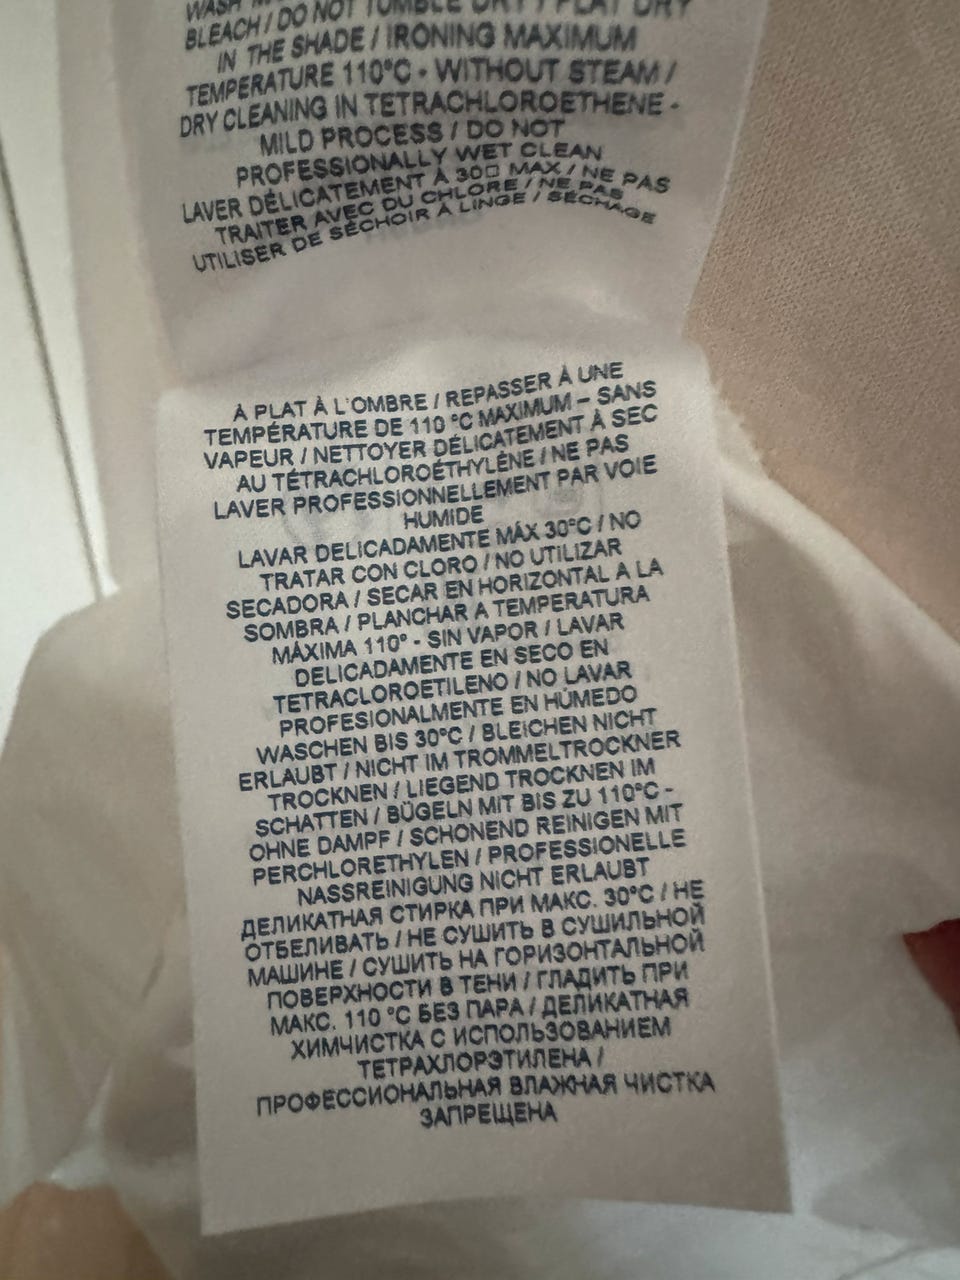 WASH
BLEACH / DO NOT TUMBLE DRY / FLAT DRY
IN THE SHADE / IRONING MAXIMUM
TEMPERATURE 110°C - WITHOUT STEAM /
DRY CLEANING IN TETRACHLOROETHENE -
MILD PROCESS / DO NOT
PROFESSIONALLY WET CLEAN
LAVER DÉLICATEMENT À 30□ MAX / NE PAS
TRAITER AVEC DU CHLORE / NE PAS
UTILISER DE SÉCHOIR À LINGE / SÉCHAGE
À PLAT À L'OMBRE / REPASSER À UNE
TEMPÉRATURE DE 110 °C MAXIMUM – SANS
VAPEUR / NETTOYER DÉLICATEMENT À SEC
AU TÉTRACHLOROÉTHYLÈNE / NE PAS
LAVER PROFESSIONNELLEMENT PAR VOIE
HUMIDE
LAVAR DELICADAMENTE MÁX 30°C / NO
TRATAR CON CLORO / NO UTILIZAR
SECADORA / SECAR EN HORIZONTAL A LA
SOMBRA / PLANCHAR A TEMPERATURA
MÁXIMA 110° - SIN VAPOR / LAVAR
DELICADAMENTE EN SECO EN
TETRACLOROETILENO / NO LAVAR
PROFESIONALMENTE EN HÚMEDO
WASCHEN BIS 30°C / BLEICHEN NICHT
ERLAUBT / NICHT IM TROMMELTROCKNER
TROCKNEN / LIEGEND TROCKNEN IM
SCHATTEN / BÜGELN MIT BIS ZU 110°C -
OHNE DAMPF / SCHONEND REINIGEN MIT
PERCHLORETHYLEN / PROFESSIONELLE
NASSREINIGUNG NICHT ERLAUBT
ДЕЛИКАТНАЯ СТИРКА ПРИ МАКС. 30°C / НЕ
ОТБЕЛИВАТЬ / НЕ СУШИТЬ В СУШИЛЬНОЙ
МАШИНЕ / СУШИТЬ НА ГОРИЗОНТАЛЬНОЙ
ПОВЕРХНОСТИ В ТЕНИ / ГЛАДИТЬ ПРИ
МАКС. 110 °C БЕЗ ПАРА / ДЕЛИКАТНАЯ
ХИМЧИСТКА С ИСПОЛЬЗОВАНИЕМ
ТЕТРАХЛОРЭТИЛЕНА /
ПРОФЕССИОНАЛЬНАЯ ВЛАЖНАЯ ЧИСТКА
ЗАПРЕЩЕНА